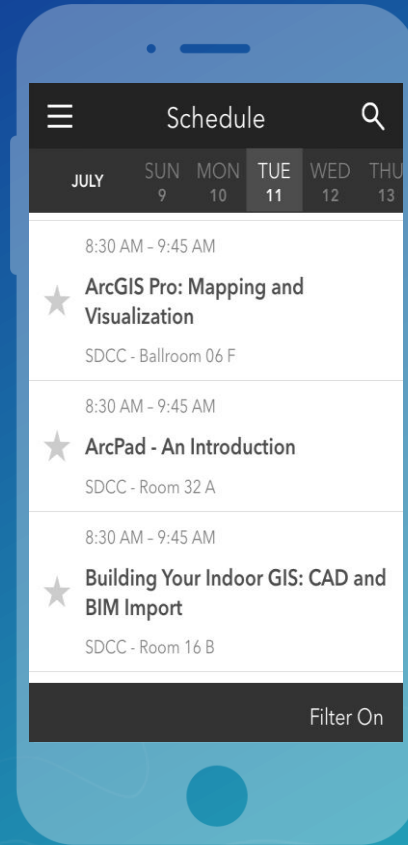 Schedule
JULY SUN MON TUE WED THU
9 10 11 12 13
8:30 AM – 9:45 AM
ArcGIS Pro: Mapping and
Visualization
SDCC - Ballroom 06 F
8:30 AM – 9:45 AM
ArcPad - An Introduction
SDCC - Room 32 A
8:30 AM – 9:45 AM
Building Your Indoor GIS: CAD and
BIM Import
SDCC - Room 16 B
Filter On